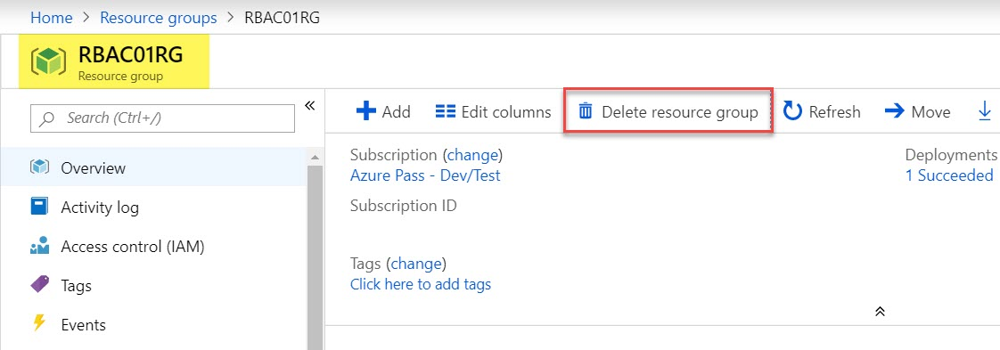 Home > Resource groups > RBAC01RG
RBAC01RG
Resource group
Search (Ctrl+/)
Overview
Activity log
Access control (IAM)
Tags
Events
Add Edit columns Delete resource group Refresh Move
Subscription (change)
Azure Pass - Dev/Test
Subscription ID
Tags (change)
Click here to add tags
Deployments
1 Succeeded